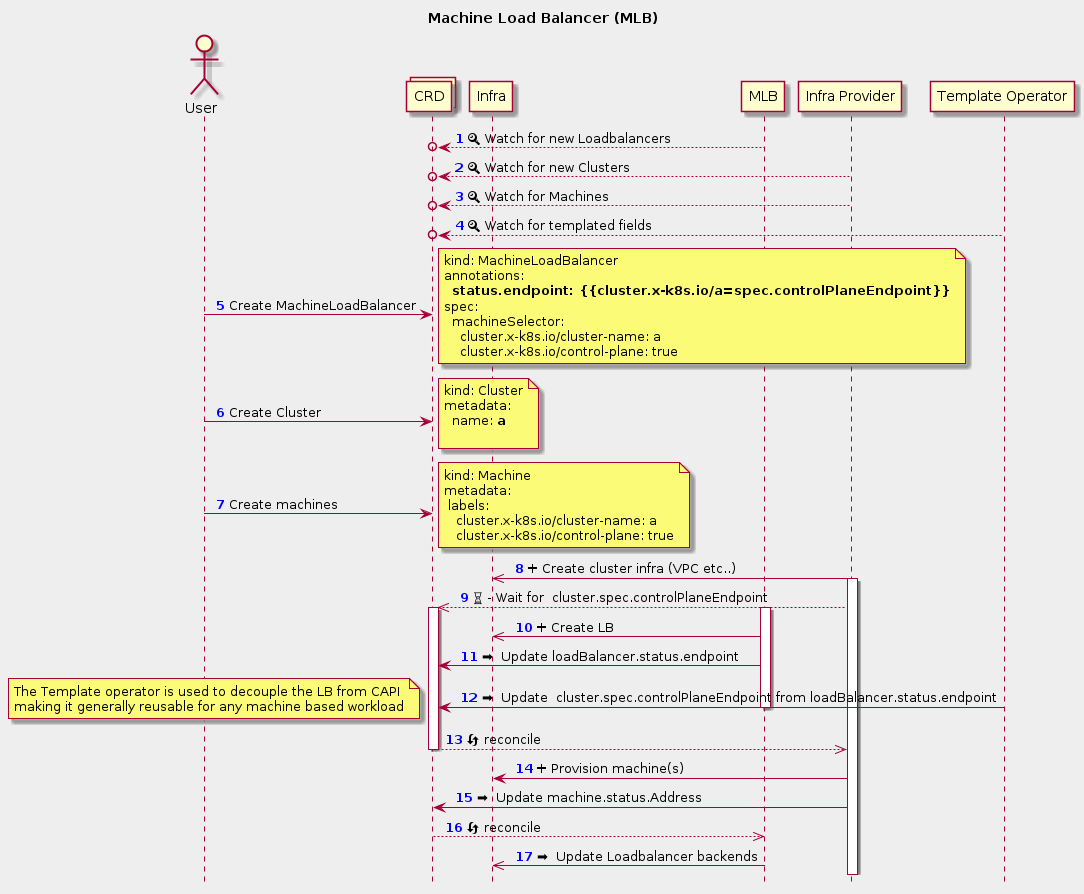 Machine Load Balancer (MLB)
User
CRD
Infra
MLB
Infra Provider
Template Operator
1 Watch for new Loadbalancers
2 Watch for new Clusters
3 Watch for Machines
4 Watch for templated fields
kind: MachineLoadBalancer
annotations:
status.endpoint: {{cluster.x-k8s.io/a=spec.controlPlaneEndpoint}}
spec:
machineSelector:
cluster.x-k8s.io/cluster-name: a
cluster.x-k8s.io/control-plane: true
5 Create MachineLoadBalancer
kind: Cluster
metadata:
name: a
6 Create Cluster
kind: Machine
metadata:
labels:
cluster.x-k8s.io/cluster-name: a
cluster.x-k8s.io/control-plane: true
7 Create machines
8 ➕ Create cluster infra (VPC etc..)
9 ⏳ - Wait for cluster.spec.controlPlaneEndpoint
10 ➕ Create LB
11 ➡ Update loadBalancer.status.endpoint
The Template operator is used to decouple the LB from CAPI
making it generally reusable for any machine based workload
12 ➡ Update cluster.spec.controlPlaneEndpoint from loadBalancer.status.endpoint
13 reconcile
14 ➕ Provision machine(s)
15 ➡ Update machine.status.Address
16 reconcile
17 ➡ Update Loadbalancer backends